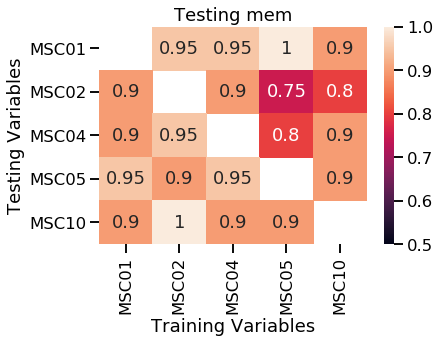 Testing mem
Testing Variables
MSC01 0.95 0.95 1 0.9
MSC02 0.9 0.9 0.75 0.8
MSC04 0.9 0.95 0.8 0.9
MSC05 0.95 0.9 0.95 0.9
MSC10 0.9 1 0.9 0.9
MSC01 MSC02 MSC04 MSC05 MSC10
Training Variables
1.0
0.9
0.8
0.7
0.6
0.5